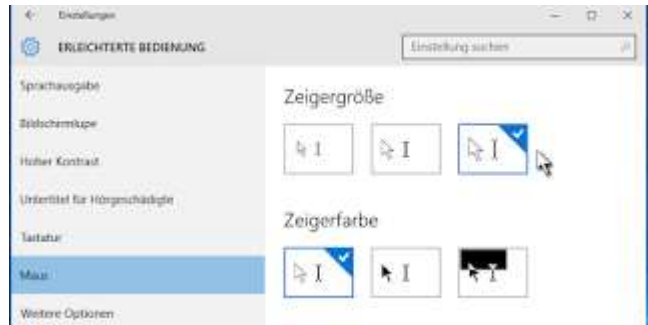 Einstellungen
ERLEICHTERTE BEDIENUNG
Einstellung suchen
Sprachausgabe
Bildschirmlupe
Hoher Kontrast
Untertitel für Hörgeschädigte
Tastatur
Maus
Weitere Optionen
Zeigergröße
Zeigerfarbe